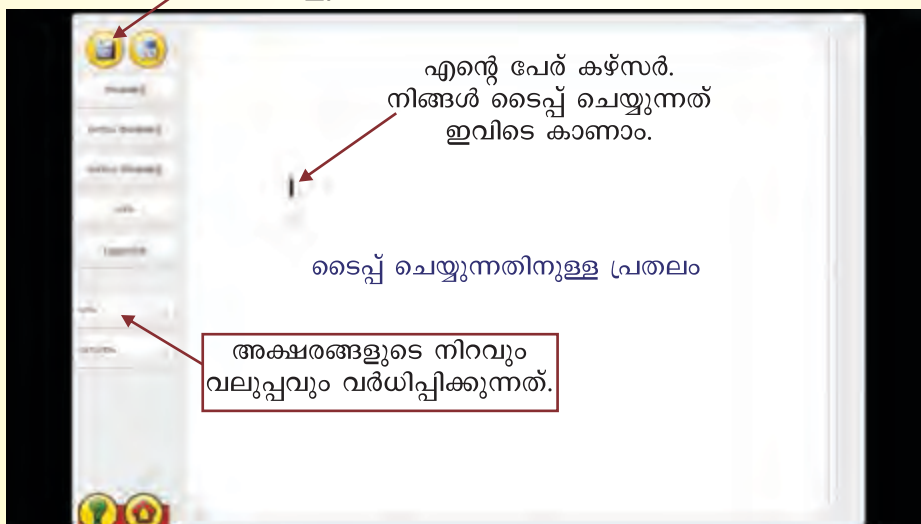 എന്റെ പേര് കഴ്സർ.
നിങ്ങൾ ടൈപ്പ് ചെയ്യുന്നത്
ഇവിടെ കാണാം.
ടൈപ്പ് ചെയ്യുന്നതിനുള്ള പ്രതലം
അക്ഷരങ്ങളുടെ നിറവും
വലുപ്പവും വർധിപ്പിക്കുന്നത്.